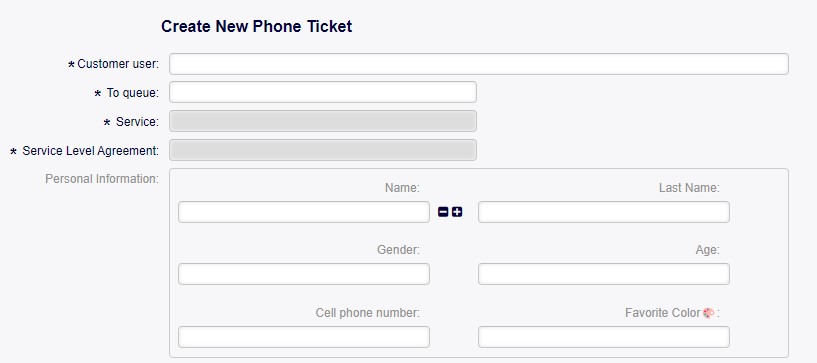 Create New Phone Ticket
* Customer user:
* To queue:
* Service:
* Service Level Agreement:
Personal Information:
Name: Last Name:
Gender: Age:
Cell phone number: Favorite Color :